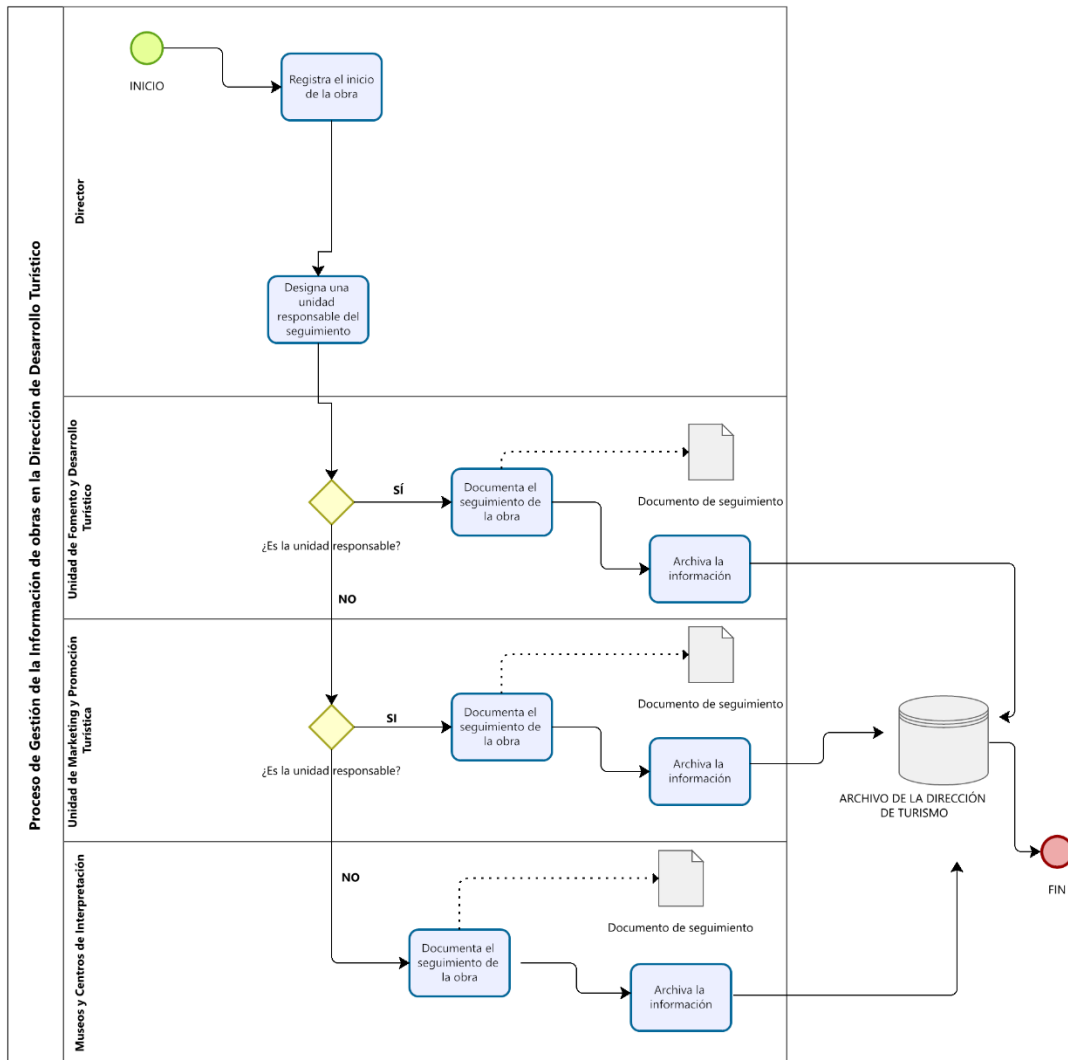 Proceso de Gestión de la Información de obras en la Dirección de Desarrollo Turístico
Director
INICIO
Registra el inicio
de la obra
Designa una
unidad
responsable del
seguimiento
Unidad de Fomento y Desarrollo
Turístico
¿Es la unidad responsable?
SÍ
NO
Documenta el
seguimiento de
la obra
Documento de seguimiento
Archiva la
información
Unidad de Marketing y Promoción
Turística
¿Es la unidad responsable?
SI
NO
Documenta el
seguimiento de
la obra
Documento de seguimiento
Archiva la
información
Museos y Centros de Interpretación
Documenta el
seguimiento de
la obra
Documento de seguimiento
Archiva la
información
ARCHIVO DE LA DIRECCIÓN
DE TURISMO
FIN